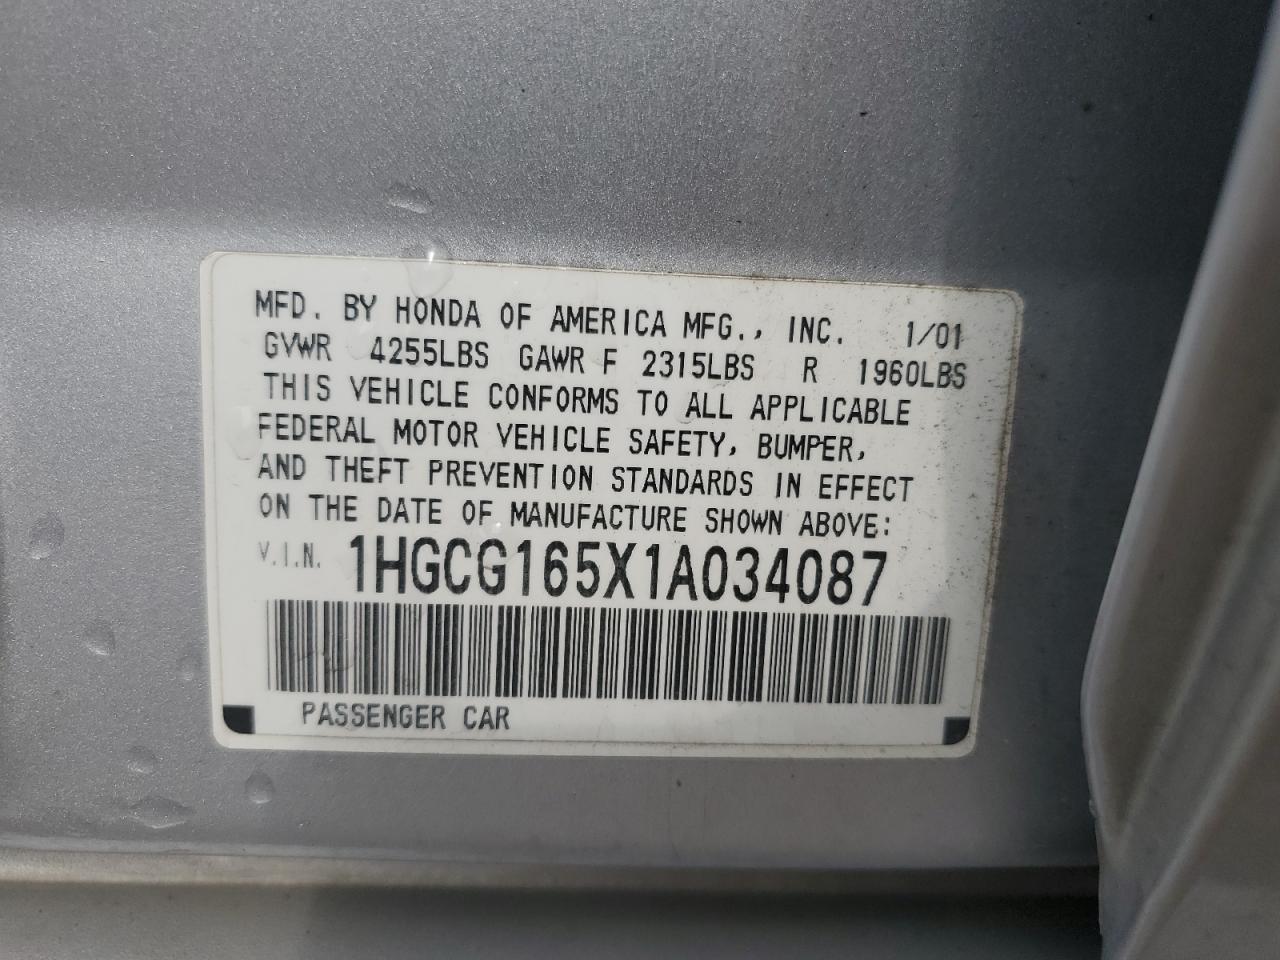 MFD. BY HONDA OF AMERICA MFG., INC. 1/01
GVWR 4255LBS GAWR F 2315LBS R 1960LBS
THIS VEHICLE CONFORMS TO ALL APPLICABLE
FEDERAL MOTOR VEHICLE SAFETY, BUMPER,
AND THEFT PREVENTION STANDARDS IN EFFECT
ON THE DATE OF MANUFACTURE SHOWN ABOVE:
V.I.N. 1HGCG165X1A034087
PASSENGER CAR